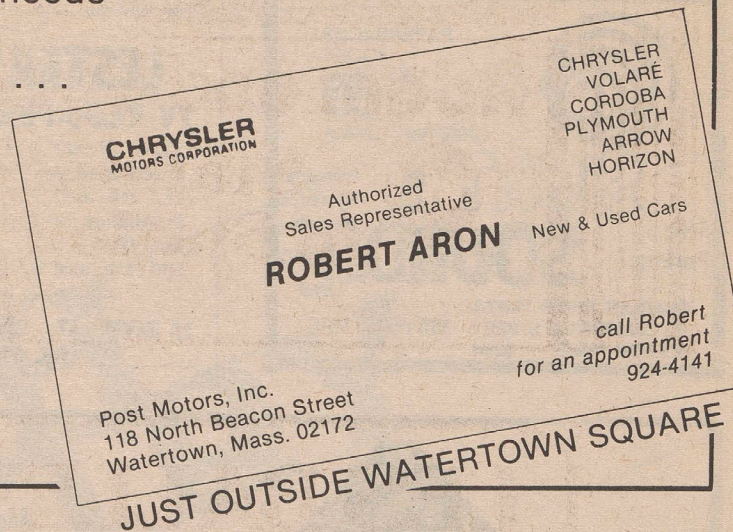 . . .
CHRYSLER
MOTORS CORPORATION
CHRYSLER
VOLARÉ
CORDOBA
PLYMOUTH
ARROW
HORIZON
Authorized
Sales Representative
ROBERT ARON
New & Used Cars
call Robert
for an appointment
924-4141
Post Motors, Inc.
118 North Beacon Street
Watertown, Mass. 02172
JUST OUTSIDE WATERTOWN SQUARE